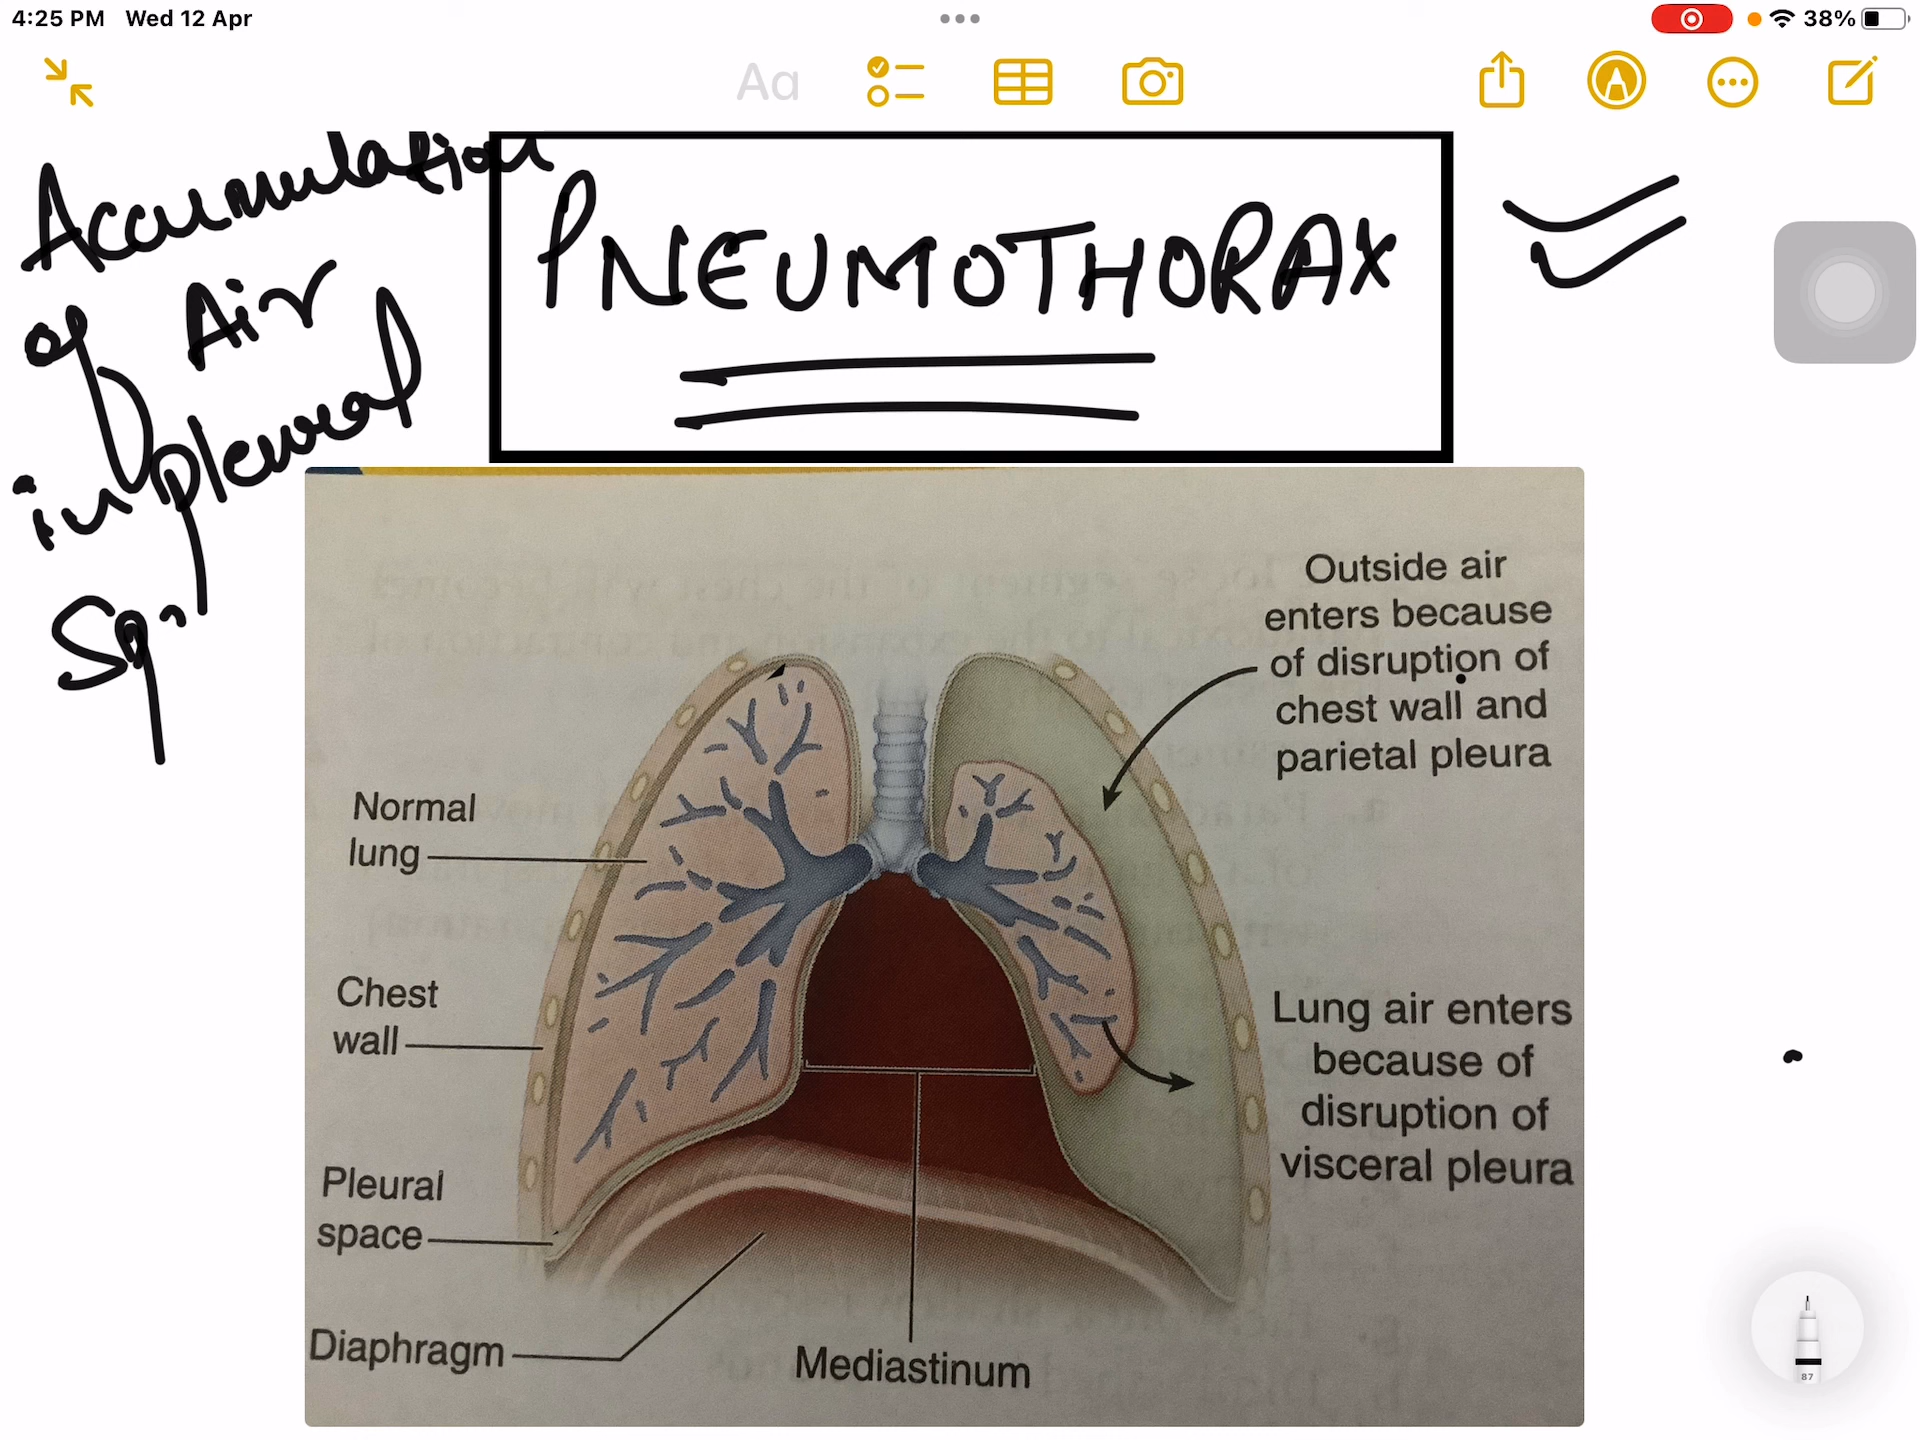 4:25 PM Wed 12 Apr
38%
Aa
Accumulation
of Air
in pleural
PNEUMOTHORAX
Outside air
enters because
of disruption of
chest wall and
parietal pleura
Normal
lung
Chest
wall
Lung air enters
because of
disruption of
visceral pleura
Pleural
space
Diaphragm
Mediastinum
87